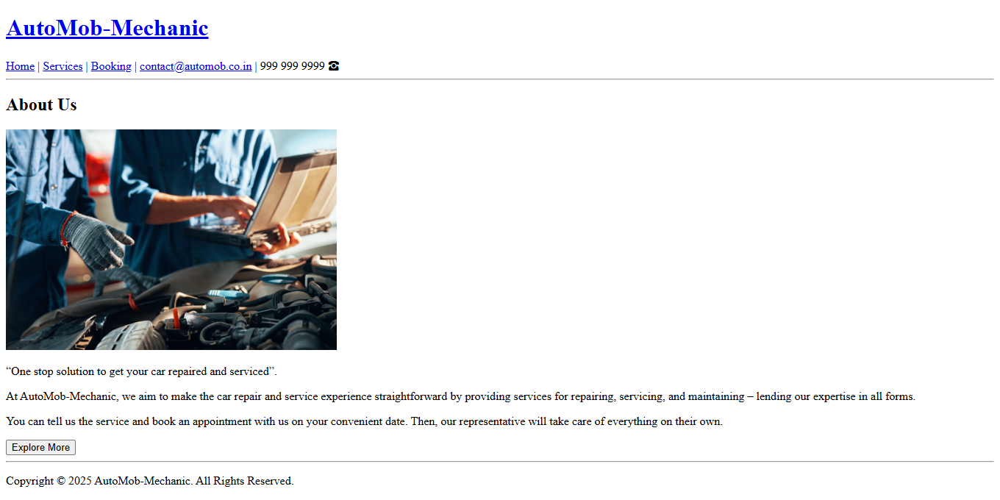 AutoMob-Mechanic
Home | Services | Booking | contact@automob.co.in | 999 999 9999 ☎
About Us
“One stop solution to get your car repaired and serviced”.
At AutoMob-Mechanic, we aim to make the car repair and service experience straightforward by providing services for repairing, servicing, and maintaining – lending our expertise in all forms.
You can tell us the service and book an appointment with us on your convenient date. Then, our representative will take care of everything on their own.
Explore More
Copyright © 2025 AutoMob-Mechanic. All Rights Reserved.